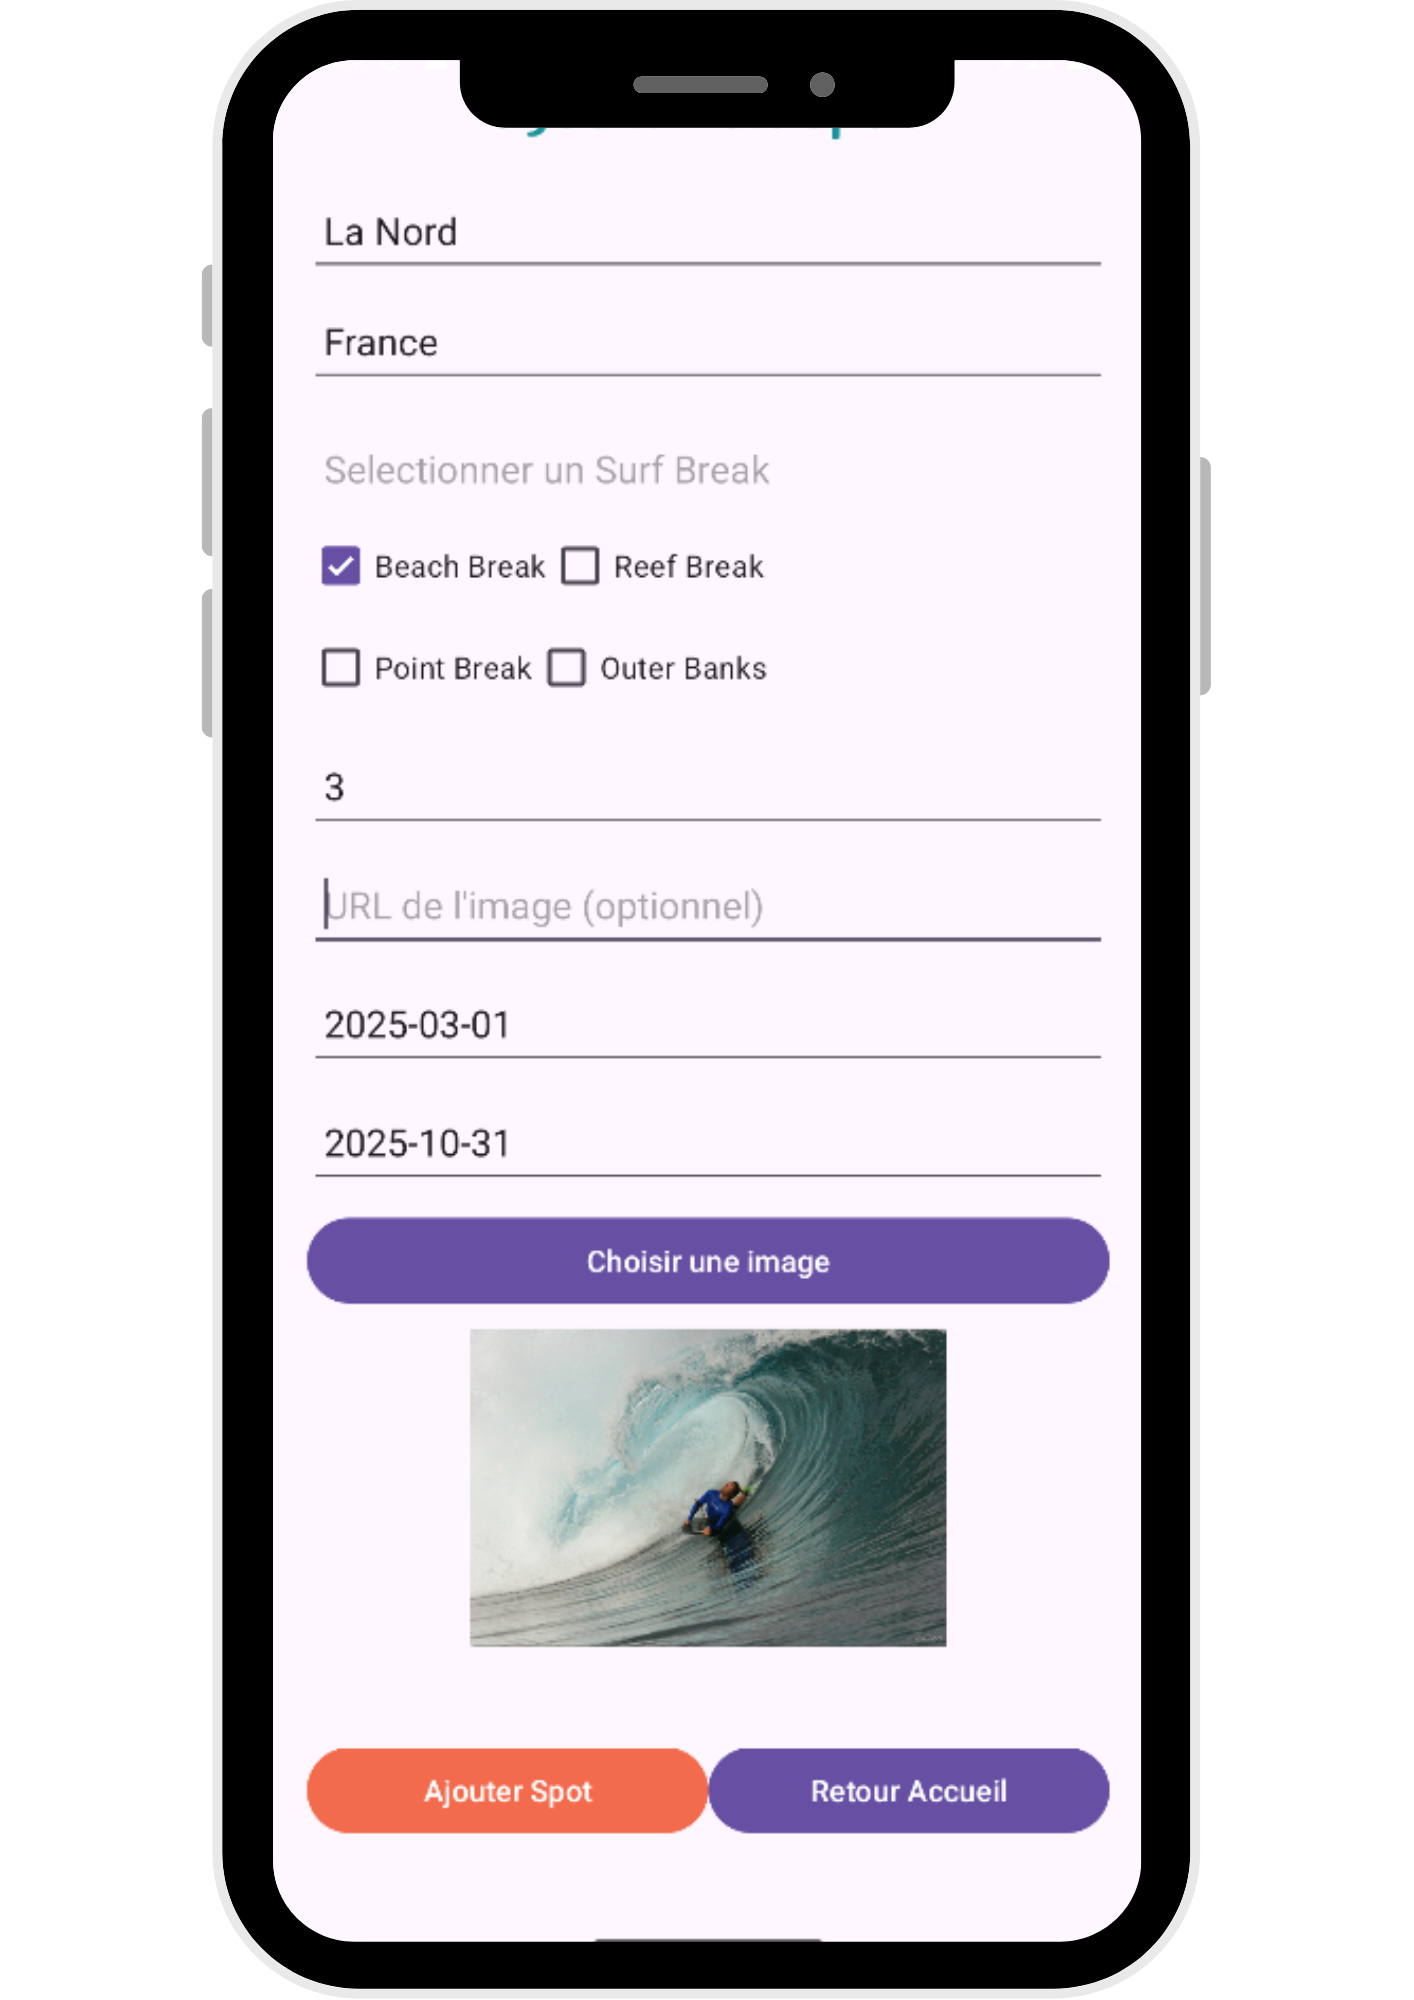 La Nord
France
Selectionner un Surf Break
Beach Break Reef Break
Point Break Outer Banks
3
URL de l'image (optionnel)
2025-03-01
2025-10-31
Choisir une image
Ajouter Spot Retour Accueil